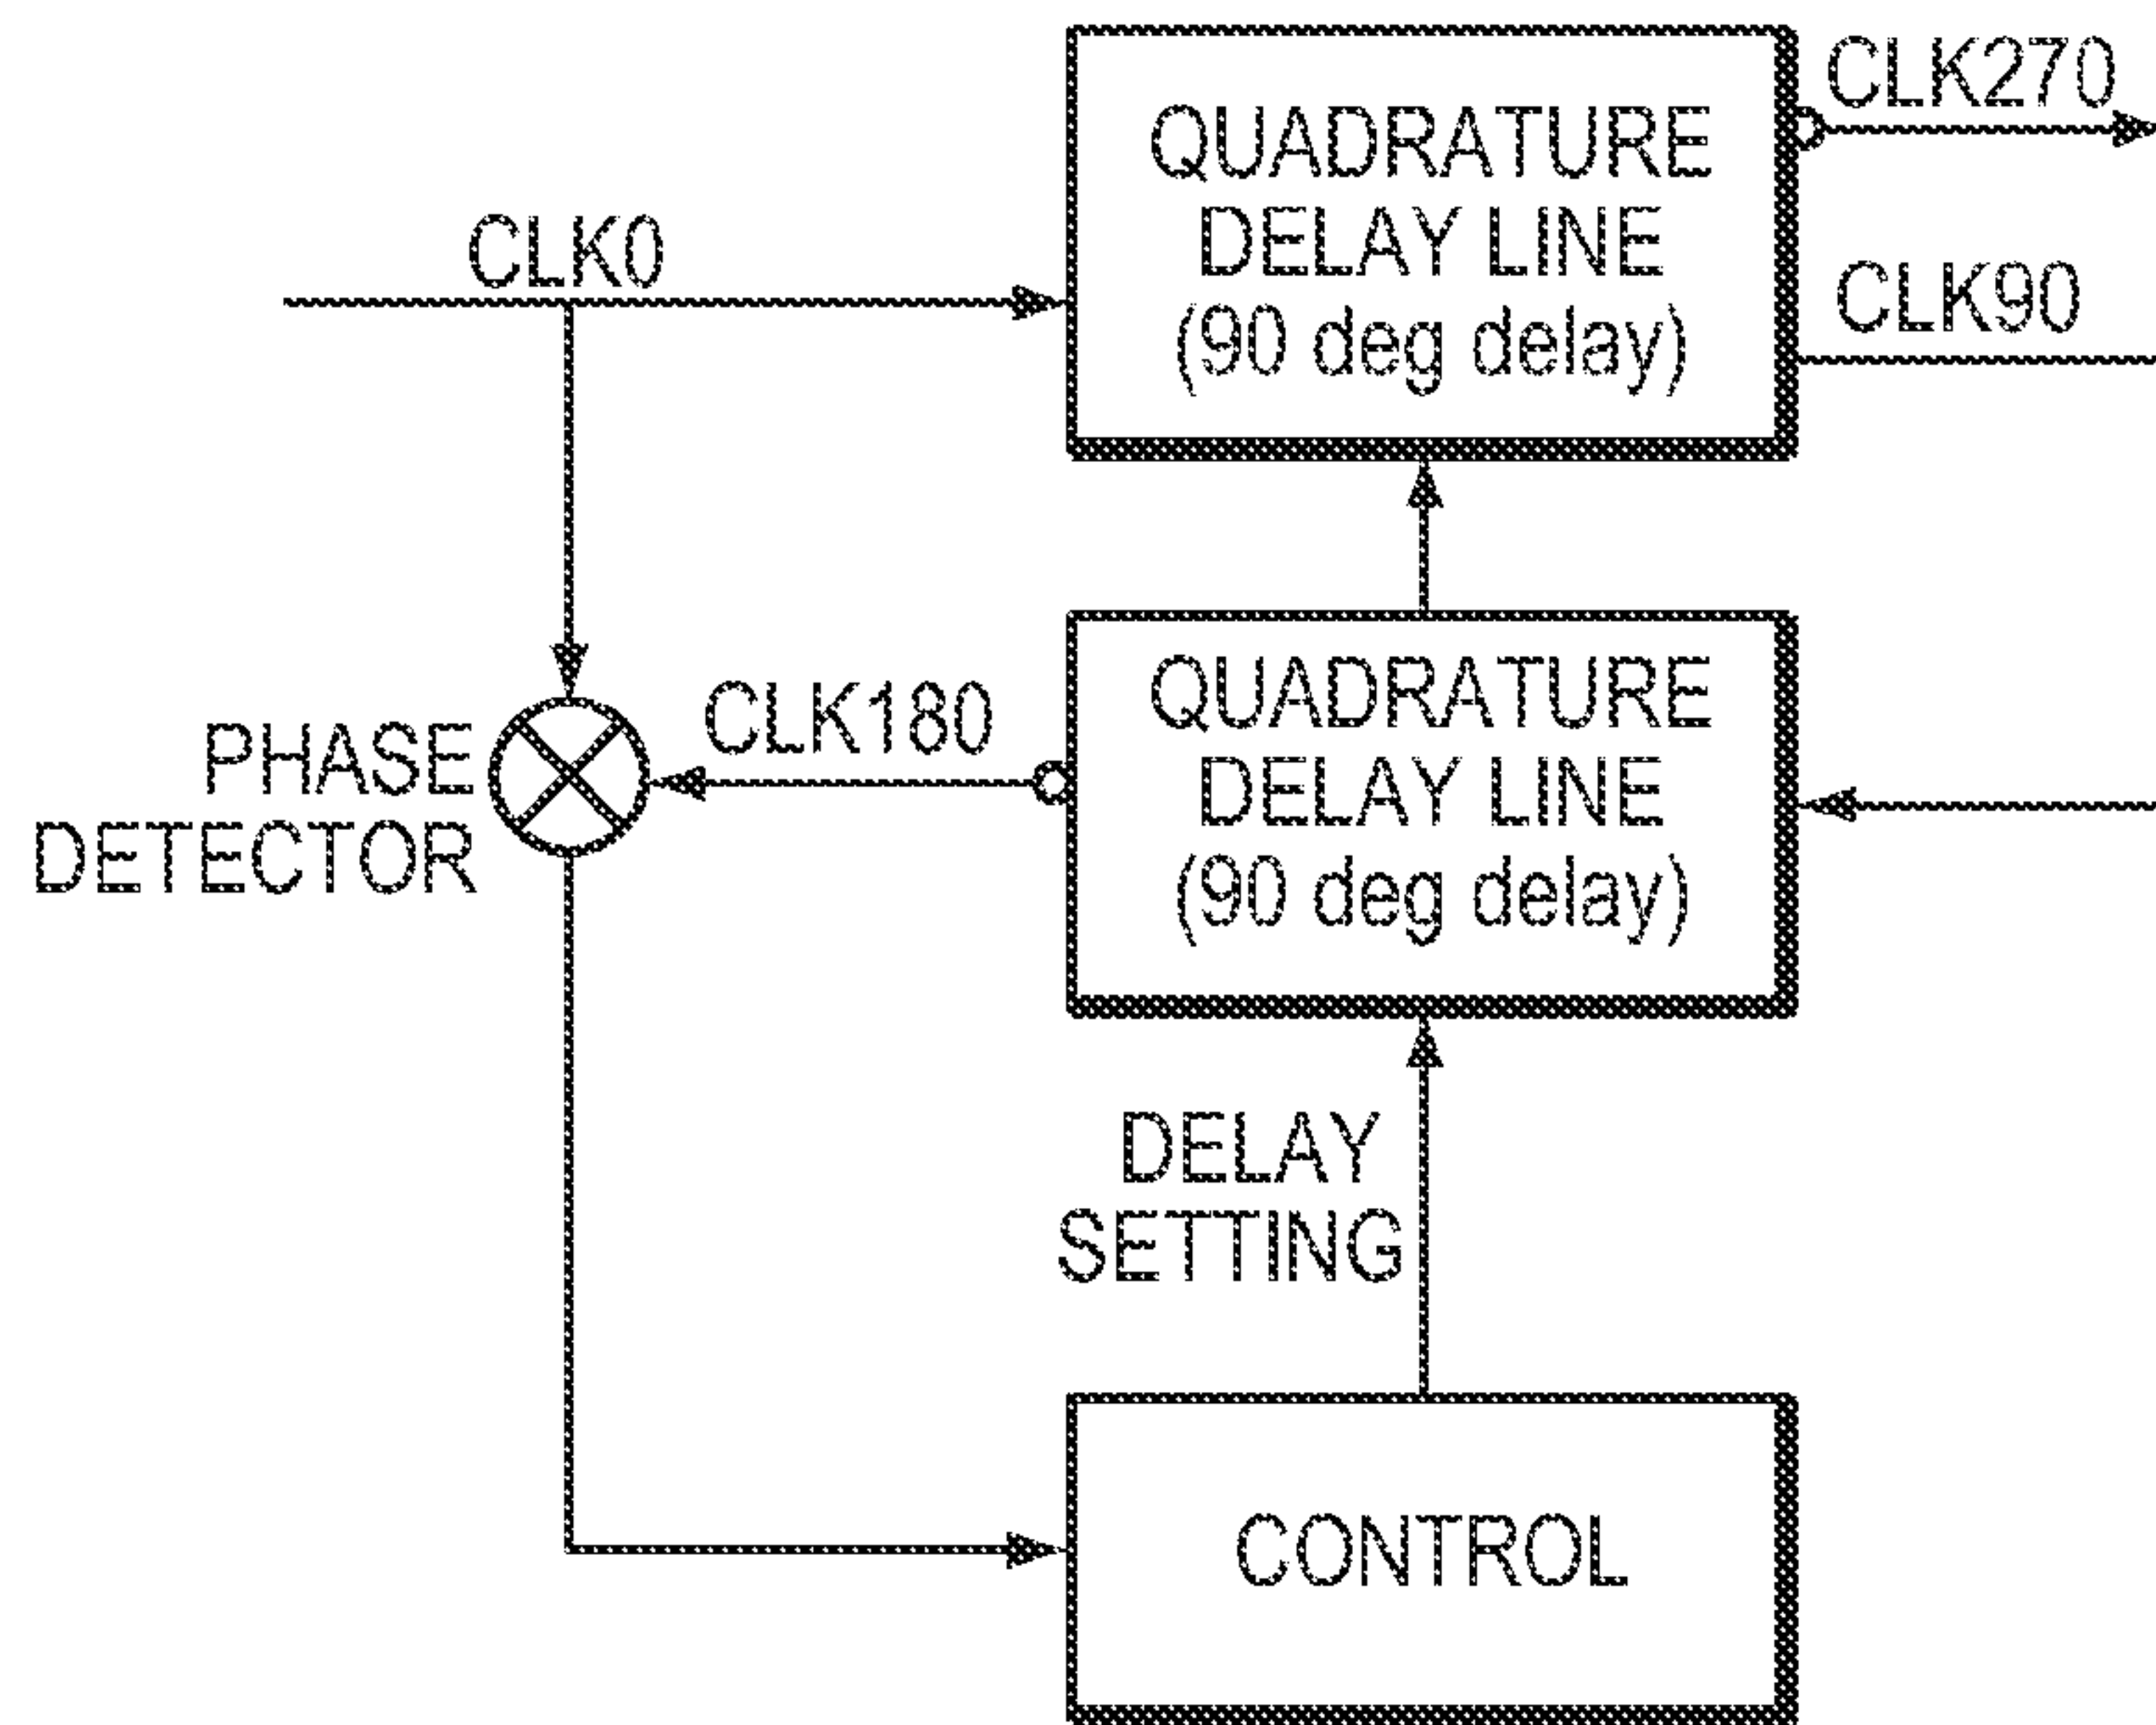 CLK270
QUADRATURE
DELAY LINE
(90 deg delay)
CLK0
CLK90
QUADRATURE
DELAY LINE
(90 deg delay)
CLK180
PHASE
DETECTOR
DELAY
SETTING
CONTROL